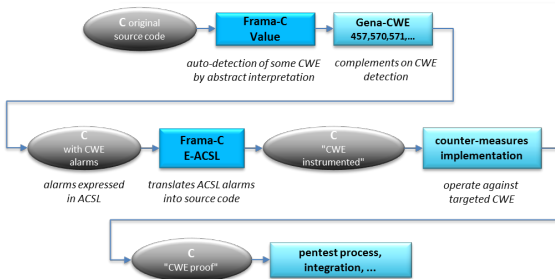 C original
source code
Frama-C
Value
Gena-CWE
457,570,571,...
auto-detection of some CWE
by abstract interpretation
complements on CWE
detection
C
with CWE
alarms
Frama-C
E-ACSL
C
"CWE
instrumented"
counter-measures
implementation
alarms expressed
in ACSL
translates ACSL alarms
into source code
operate against
targeted CWE
C
"CWE proof"
pentest process,
integration, ...